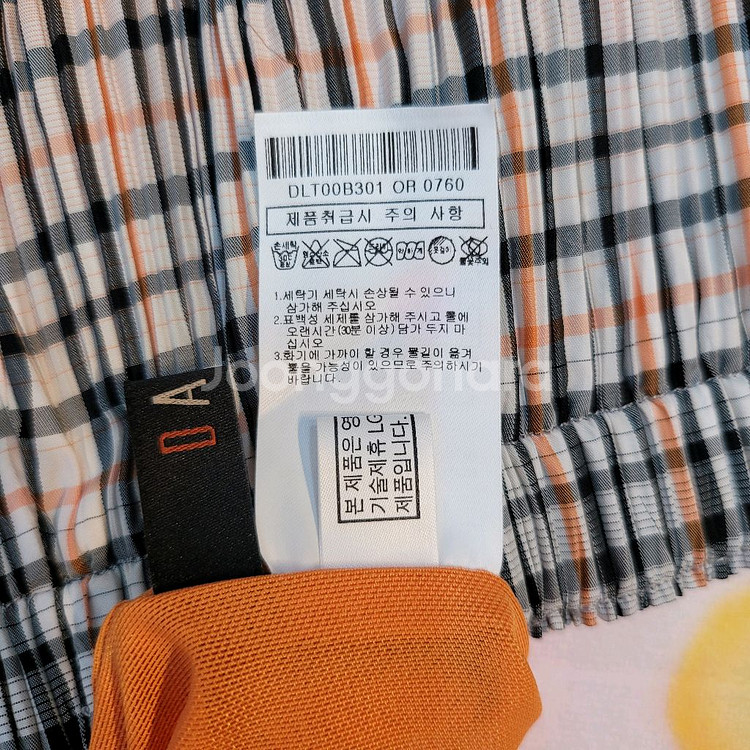 DLT00B301 OR 0760
제품취급시 주의 사항
손세탁
1.세탁기 세탁시 손상될 수 있으니
삼가해 주십시오
2.표백성 세제를 삼가해 주시고 물에
오랜시간 (30분 이상) 담가 두지 마
십시오
3.화기에 가까이 할 경우 불길이 옮겨
붙을 가능성이 있으므로 주의하시기
바랍니다.
Joonggonara
DA
본 제품은 영
기술제휴 LG
제품입니다.